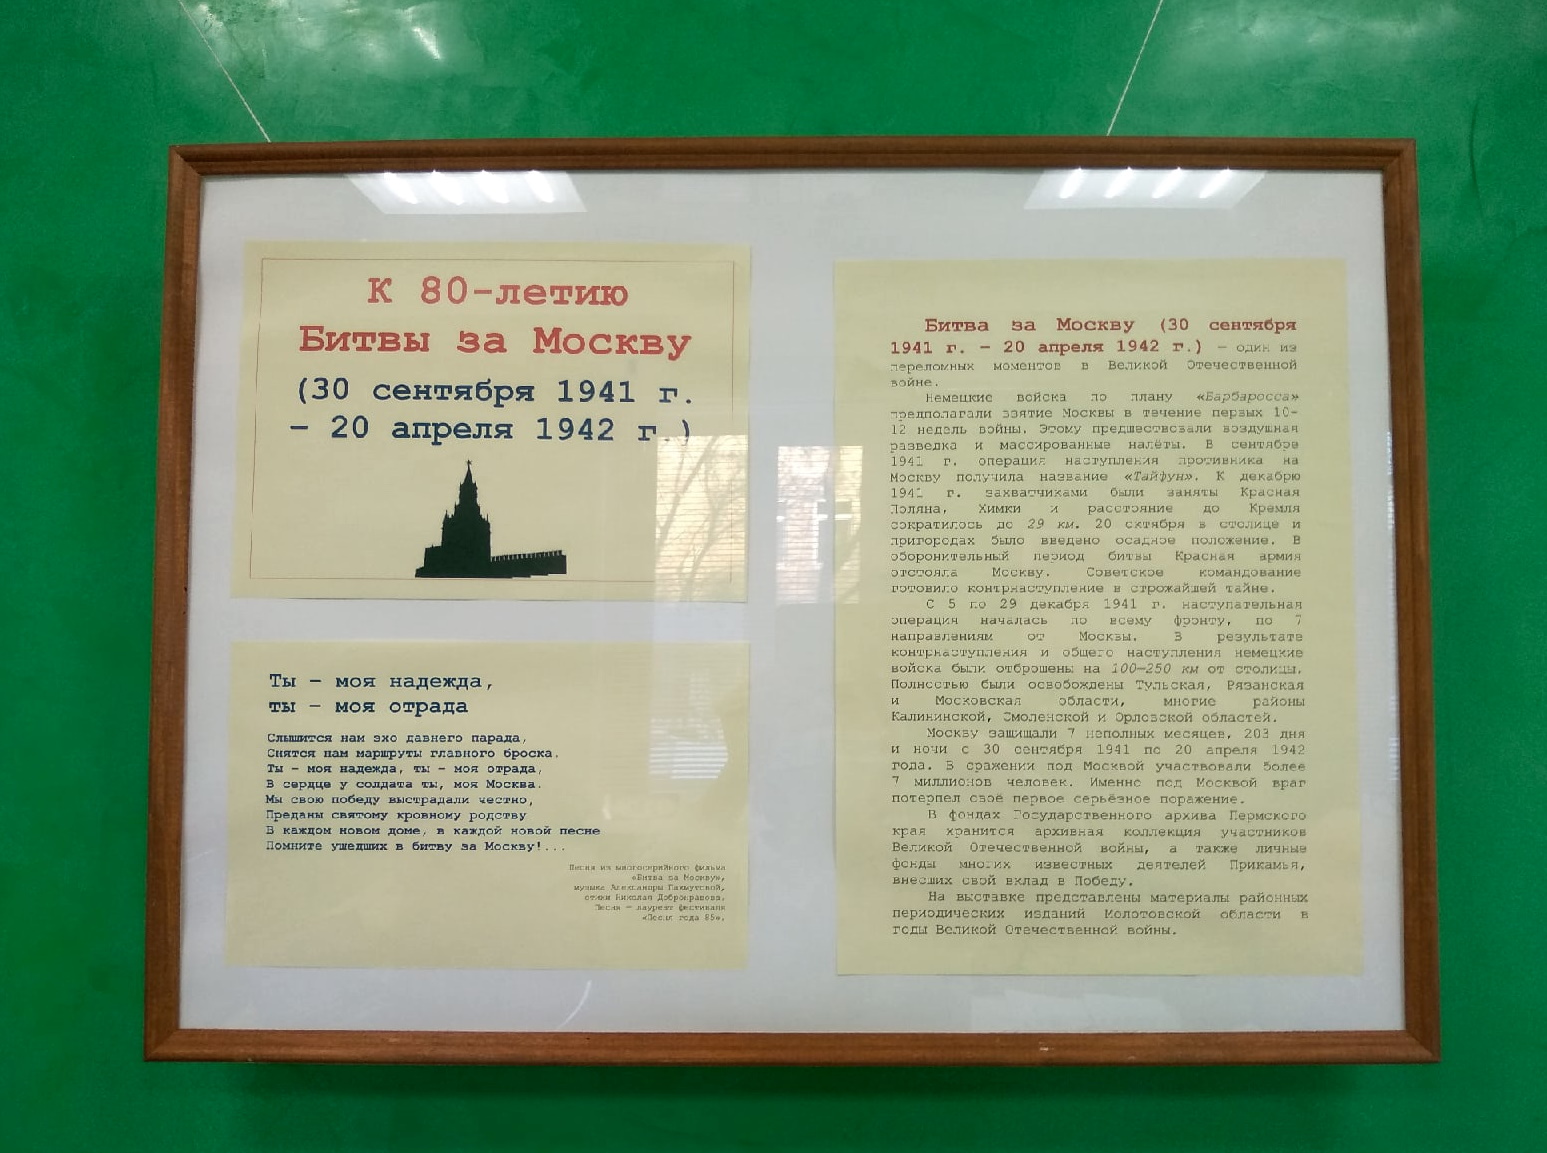 К 80-летию
Битвы за Москву
(30 сентября 1941 г.
– 20 апреля 1942 г.)
Ты – моя надежда,
ты – моя отрада
Слышится нам эхо давнего парада,
Снятся нам маршруты главного броска.
Ты – моя надежда, ты – моя отрада,
В сердце у солдата ты, моя Москва.
Мы свою победу выстрадали честно,
Преданы святому кровному родству
В каждом новом доме, в каждой новой песне
Помните ушедших в битву за Москву!...
Песня из многосерийного фильма
«Битва за Москву»,
музыка Александры Пахмутовой,
стихи Николая Добронравова.
Песня – лауреат фестиваля
«Песня года 85».
Битва за Москву (30 сентября
1941 г. – 20 апреля 1942 г.) – один из
переломных моментов в Великой Отечественной
войне.
Немецкие войска по плану «Барбаросса»
предполагали взятие Москвы в течение первых 10-
12 недель войны. Этому предшествовали воздушная
разведка и массированные налёты. В сентябре
1941 г. операция наступления противника на
Москву получила название «Тайфун». К декабрю
1941 г. захватчиками были заняты Красная
Поляна, Химки и расстояние до Кремля
сократилось до 29 км. 20 октября в столице и
пригородах было введено осадное положение. В
оборонительный период битвы Красная армия
отстояла Москву. Советское командование
готовило контрнаступление в строжайшей тайне.
С 5 по 29 декабря 1941 г. наступательная
операция началась по всему фронту, по 7
направлениям от Москвы. В результате
контрнаступления и общего наступления немецкие
войска были отброшены на 100–250 км от столицы.
Полностью были освобождены Тульская, Рязанская
и Московская области, многие районы
Калининской, Смоленской и Орловской областей.
Москву защищали 7 неполных месяцев, 203 дня
и ночи с 30 сентября 1941 по 20 апреля 1942
года. В сражении под Москвой участвовали более
7 миллионов человек. Именно под Москвой враг
потерпел своё первое серьёзное поражение.
В фондах Государственного архива Пермского
края хранится архивная коллекция участников
Великой Отечественной войны, а также личные
фонды многих известных деятелей Прикамья,
внесших свой вклад в Победу.
На выставке представлены материалы районных
периодических изданий Молотовской области в
годы Великой Отечественной войны.